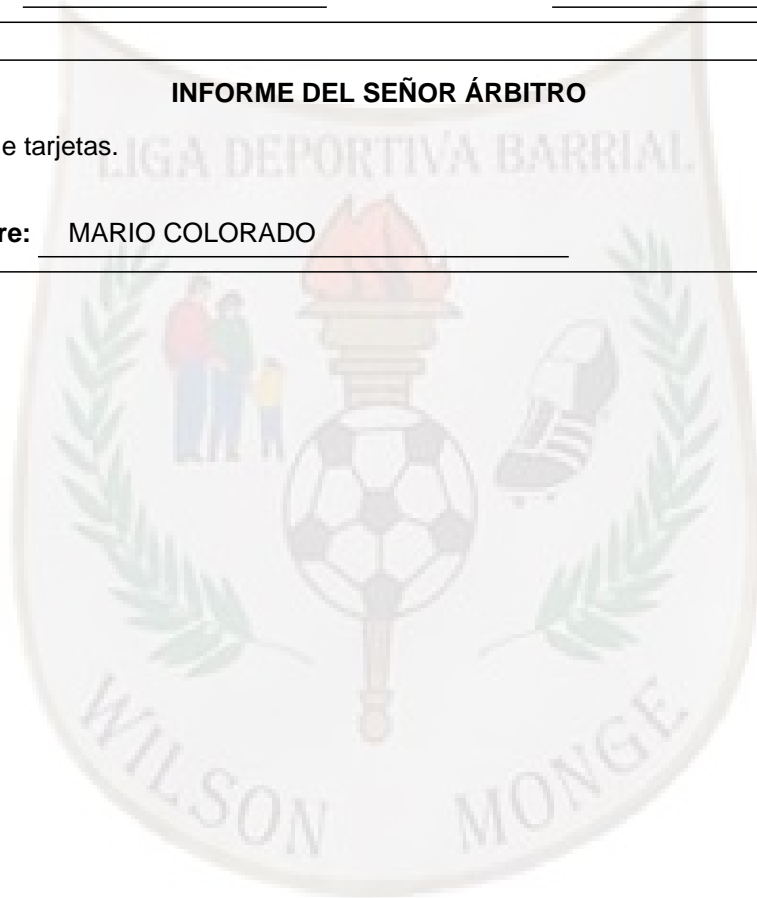 INFORME DEL SEÑOR ÁRBITRO
e tarjetas.
LIGA DEPORTIVA BARRIAL
re: MARIO COLORADO
WILSON MONGE